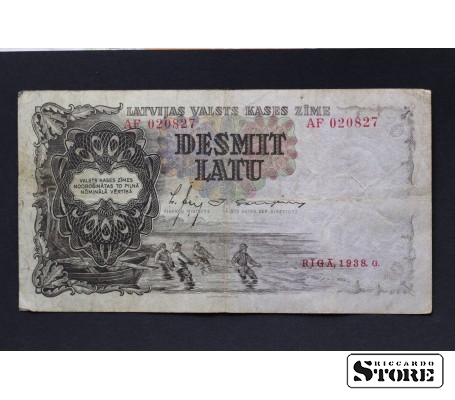 LATVIJAS VALSTS KASES ZĪME
AF 020827 AF 020827
DESMIT
LATU
VALSTS KASES ZĪMES
NODROŠINĀTAS TO PILNĀ
NOMINĀLĀ VĒRTĪBĀ
RĪGĀ, 1938. G.
RICCARDO
STORE